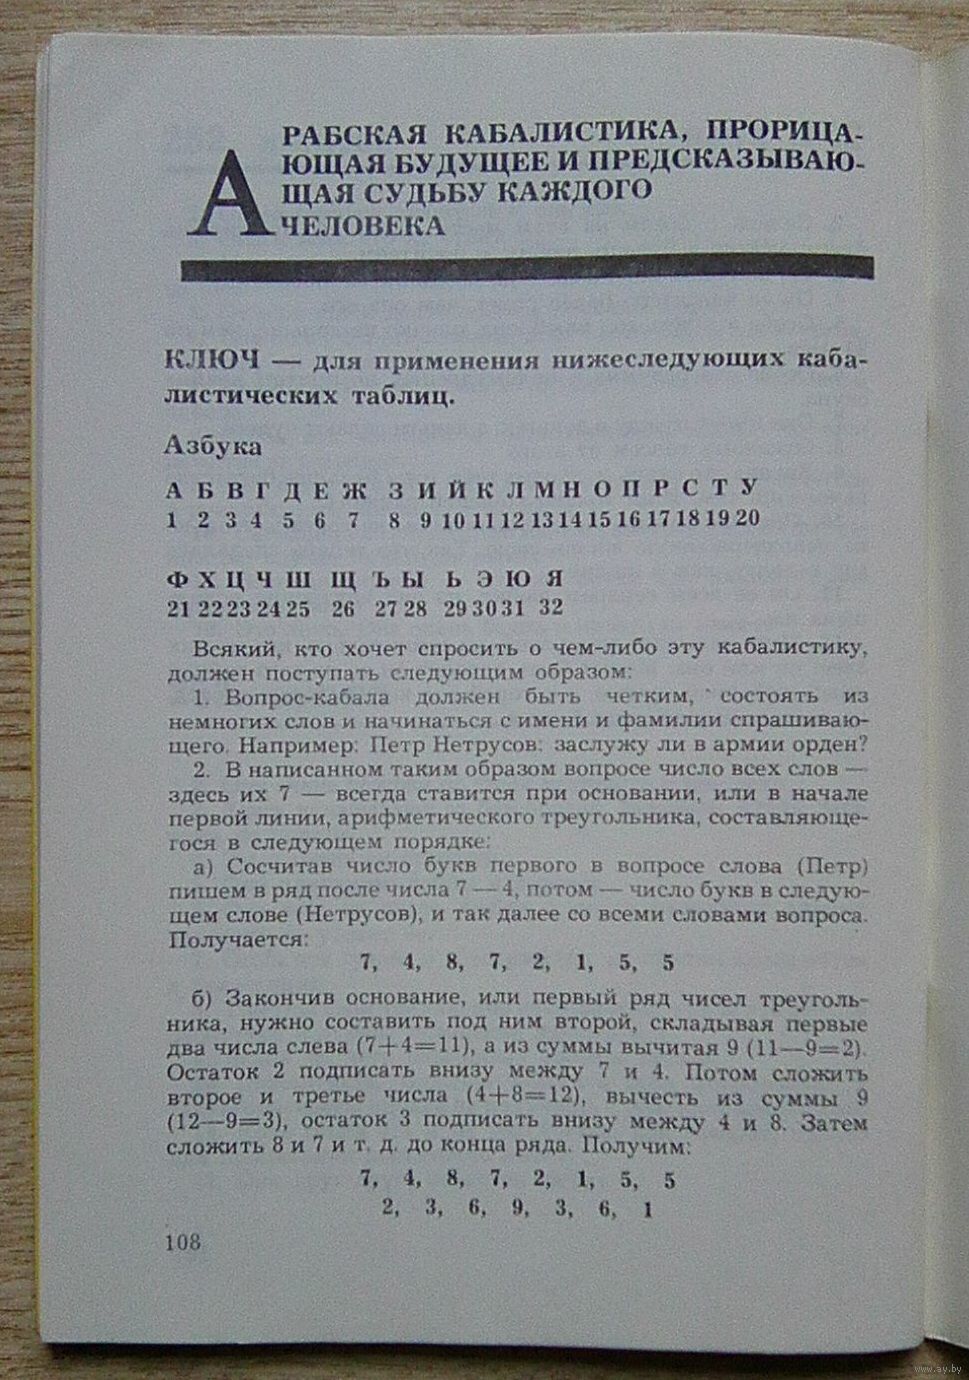 АРАБСКАЯ КАБАЛИСТИКА, ПРОРИЦА-
ЮЩАЯ БУДУЩЕЕ И ПРЕДСКАЗЫВАЮ-
ЩАЯ СУДЬБУ КАЖДОГО
ЧЕЛОВЕКА
КЛЮЧ — для применения нижеследующих каба-
листических таблиц.
Азбука
А Б В Г Д Е Ж З И Й К Л М Н О П Р С Т У
1 2 3 4 5 6 7 8 9 10 11 12 13 14 15 16 17 18 19 20
Ф Х Ц Ч Ш Щ Ъ Ы Ь Э Ю Я
21 22 23 24 25 26 27 28 29 30 31 32
Всякий, кто хочет спросить о чем-либо эту кабалистику,
должен поступать следующим образом:
1. Вопрос-кабала должен быть четким, состоять из
немногих слов и начинаться с имени и фамилии спрашиваю-
щего. Например: Петр Нетрусов: заслужу ли в армии орден?
2. В написанном таким образом вопросе число всех слов —
здесь их 7 — всегда ставится при основании, или в начале
первой линии, арифметического треугольника, составляюще-
гося в следующем порядке:
а) Сосчитав число букв первого в вопросе слова (Петр)
пишем в ряд после числа 7 — 4, потом — число букв в следую-
щем слове (Нетрусов), и так далее со всеми словами вопроса.
Получается:
7, 4, 8, 7, 2, 1, 5, 5
б) Закончив основание, или первый ряд чисел треуголь-
ника, нужно составить под ним второй, складывая первые
два числа слева (7+4=11), а из суммы вычитая 9 (11—9=2).
Остаток 2 подписать внизу между 7 и 4. Потом сложить
второе и третье числа (4+8=12), вычесть из суммы 9
(12—9=3), остаток 3 подписать внизу между 4 и 8. Затем
сложить 8 и 7 и т. д. до конца ряда. Получим:
7, 4, 8, 7, 2, 1, 5, 5
2, 3, 6, 9, 3, 6, 1
108
www.ay.by